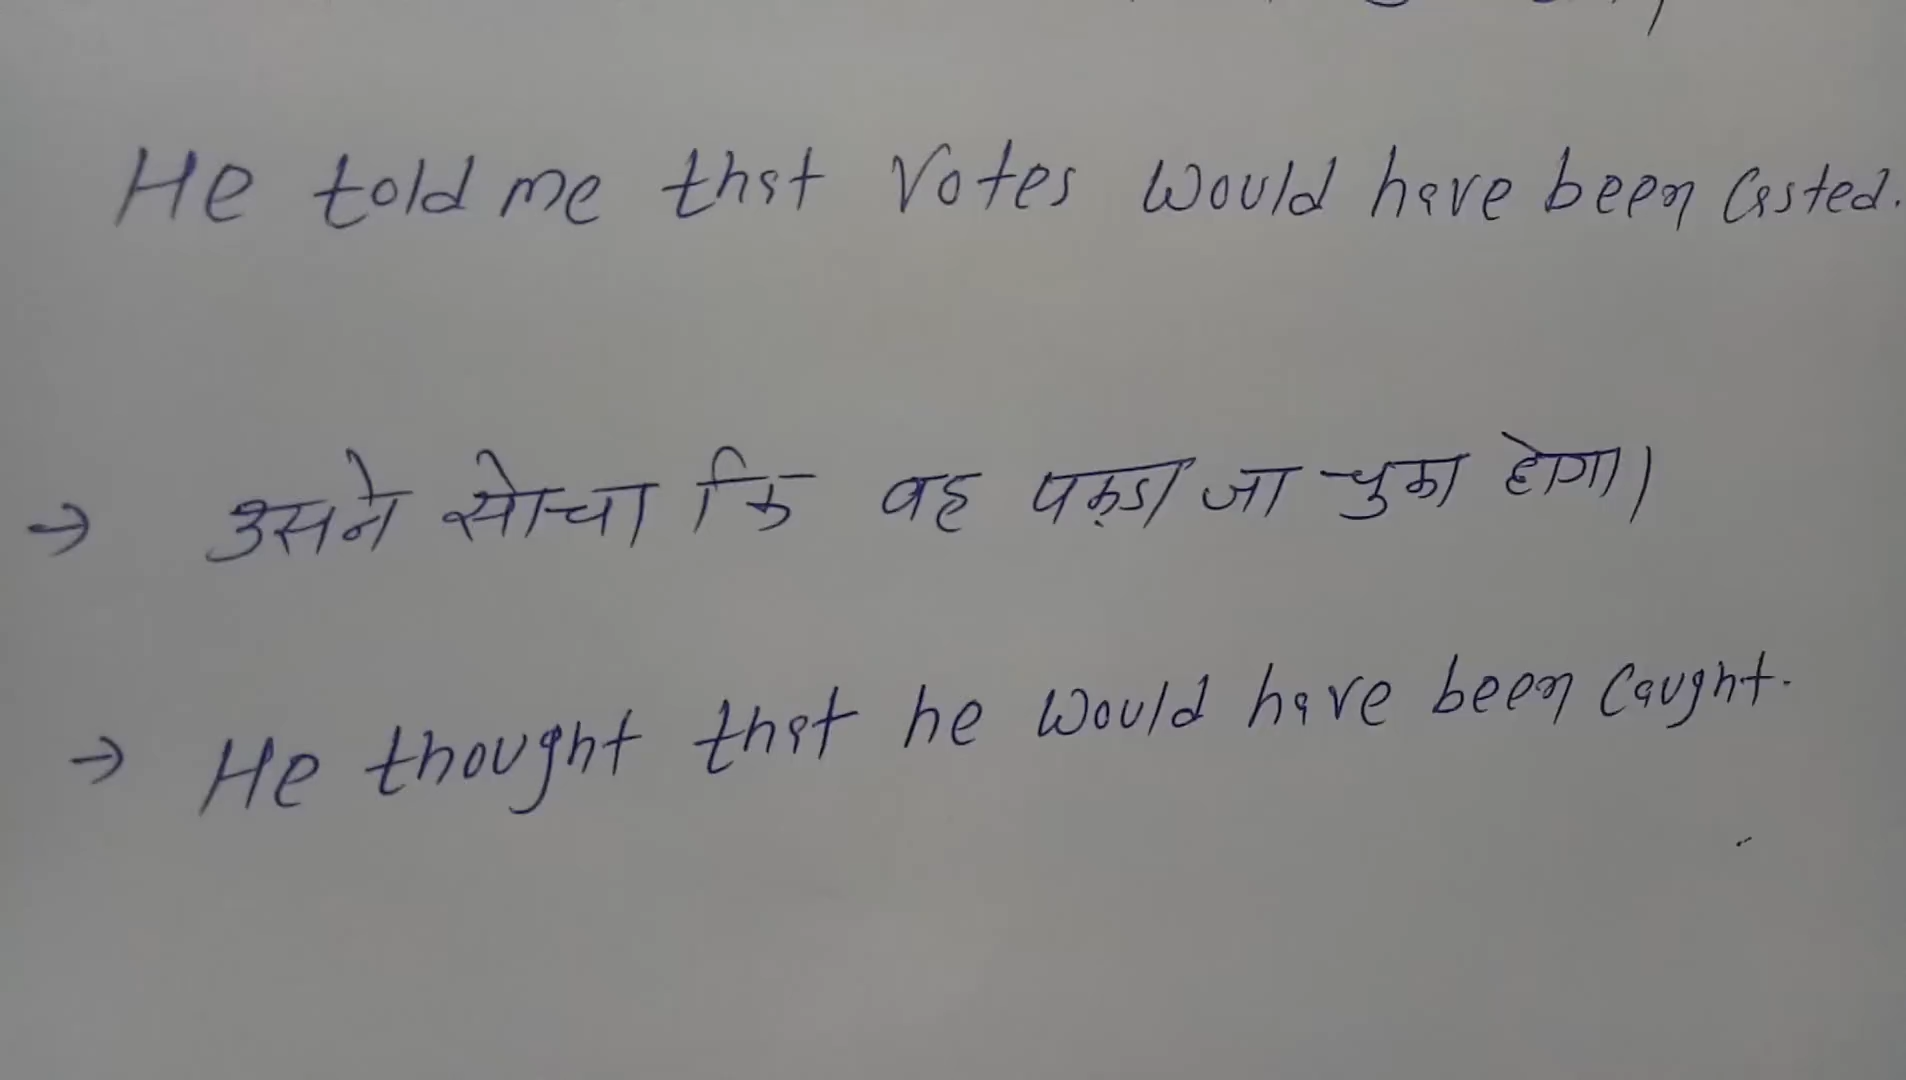 He told me that Votes would have been Casted.
→ उसने सोचा कि वह पकड़ा जा चुका होगा।
→ He thought that he would have been Caught.